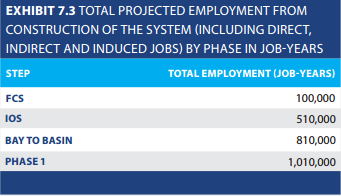 EXHIBIT 7.3 TOTAL PROJECTED EMPLOYMENT FROM
CONSTRUCTION OF THE SYSTEM (INCLUDING DIRECT,
INDIRECT AND INDUCED JOBS) BY PHASE IN JOB-YEARS
STEP TOTAL EMPLOYMENT (JOB-YEARS)
FCS 100,000
IOS 510,000
BAY TO BASIN 810,000
PHASE 1 1,010,000